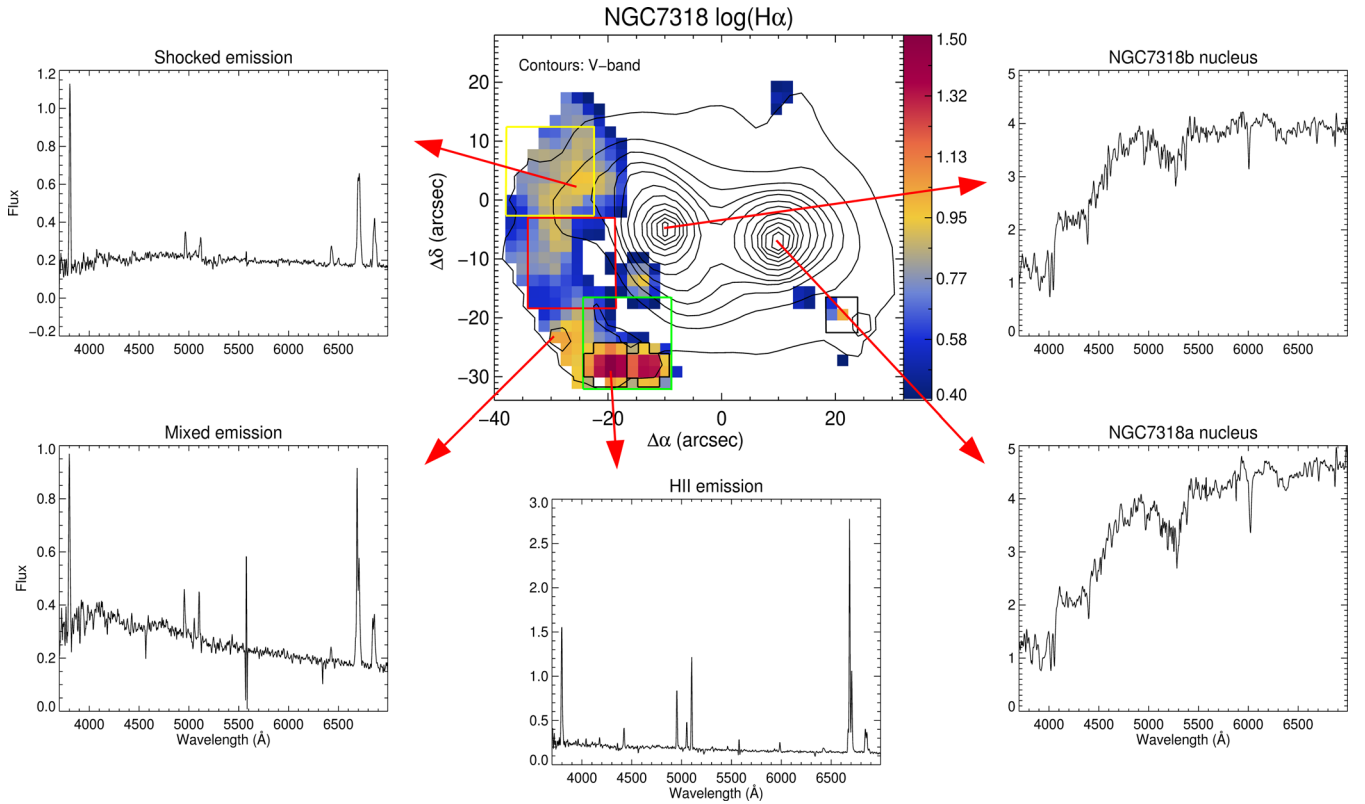 NGC7318 log(Hα)
Shocked emission
1.2
1.0
0.8
0.6
0.4
0.2
0.0
−0.2
Flux
4000 4500 5000 5500 6000 6500
Contours: V−band
20
10
0
−10
−20
−30
Δδ (arcsec)
−40 −20 0 20
Δα (arcsec)
1.50
1.32
1.13
0.95
0.77
0.58
0.40
NGC7318b nucleus
5
4
3
2
1
0
4000 4500 5000 5500 6000 6500
Mixed emission
1.0
0.8
0.6
0.4
0.2
0.0
Flux
4000 4500 5000 5500 6000 6500
Wavelength (Å)
HII emission
3.0
2.5
2.0
1.5
1.0
0.5
0.0
4000 4500 5000 5500 6000 6500
Wavelength (Å)
NGC7318a nucleus
5
4
3
2
1
0
4000 4500 5000 5500 6000 6500
Wavelength (Å)